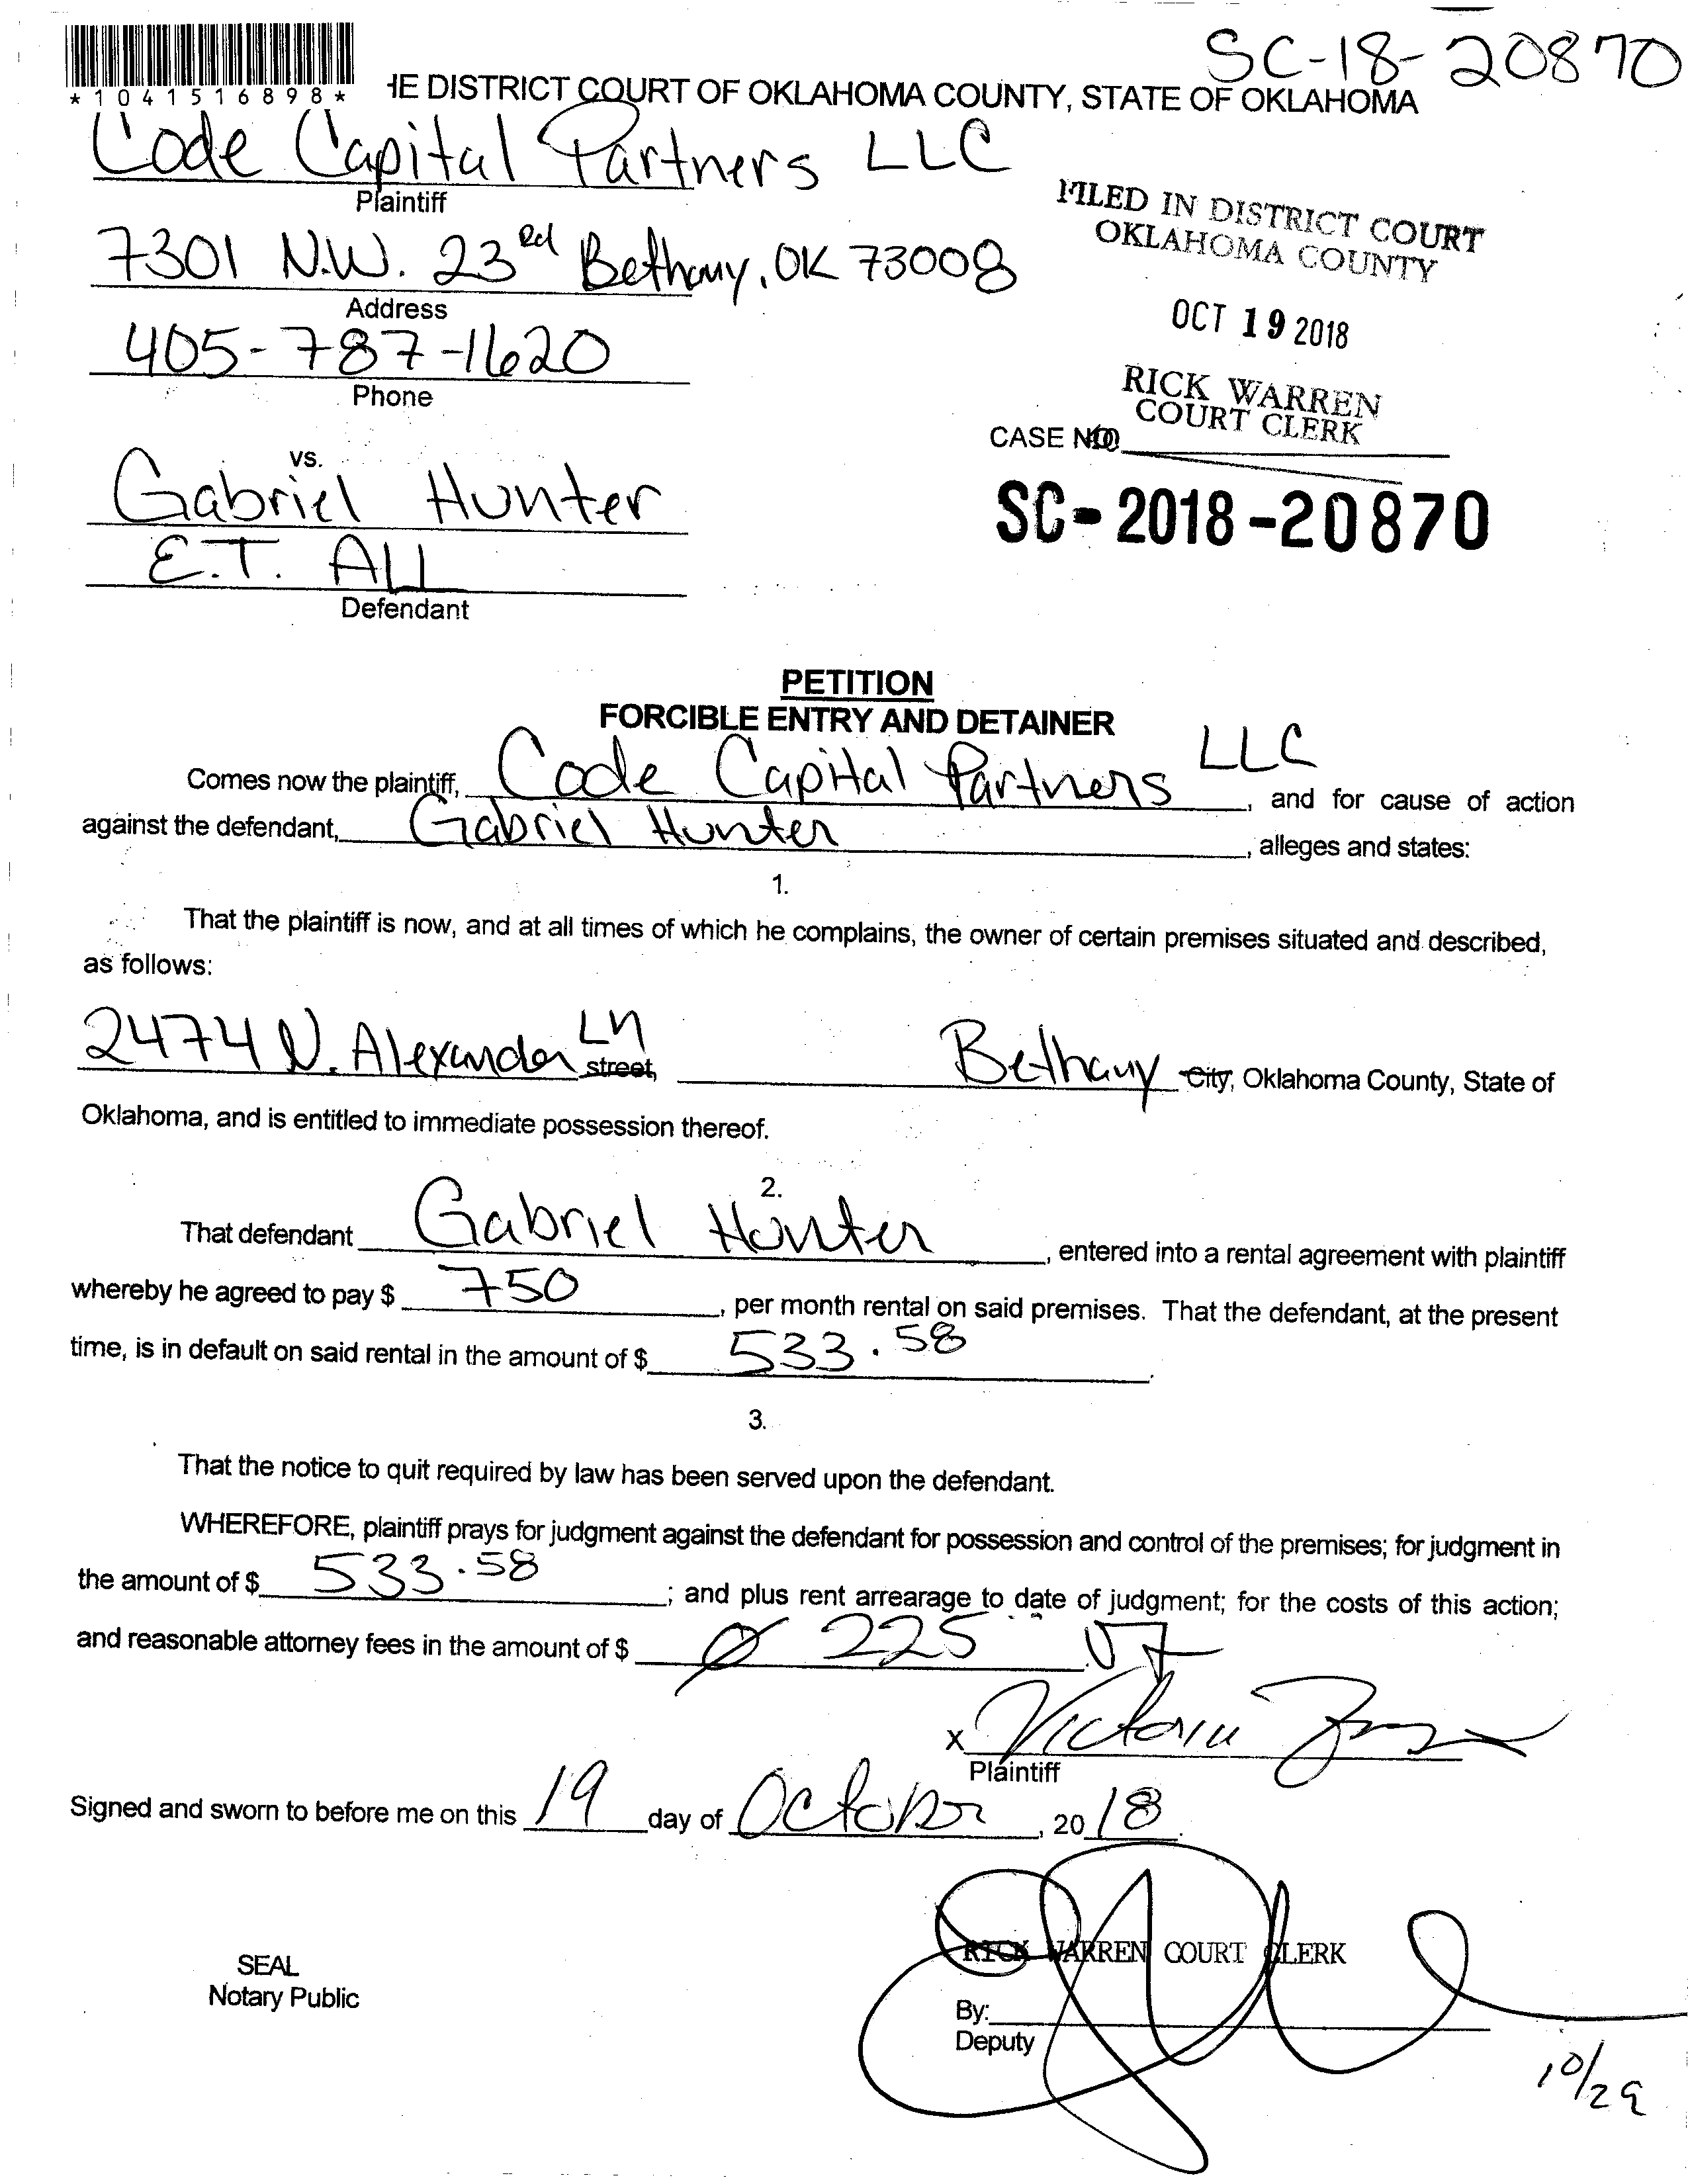 SC-18-20870
*1041516898*
HE DISTRICT COURT OF OKLAHOMA COUNTY, STATE OF OKLAHOMA
Code Capital Partners LLC
Plaintiff
7301 N.W. 23rd Bethany, OK 73008
Address
405-787-1620
Phone
FILED IN DISTRICT COURT
OKLAHOMA COUNTY
OCT 19 2018
RICK WARREN
COURT CLERK
CASE NO.
SC-2018-20870
vs.
Gabriel Hunter
E.T. All
Defendant
PETITION
FORCIBLE ENTRY AND DETAINER
Comes now the plaintiff, Code Capital Partners LLC, and for cause of action
against the defendant, Gabriel Hunter, alleges and states:
1.
That the plaintiff is now, and at all times of which he complains, the owner of certain premises situated and described,
as follows:
2474 N. Alexander Ln street, Bethany City, Oklahoma County, State of
Oklahoma, and is entitled to immediate possession thereof.
2.
That defendant Gabriel Hunter, entered into a rental agreement with plaintiff
whereby he agreed to pay $ 750, per month rental on said premises. That the defendant, at the present
time, is in default on said rental in the amount of $ 533.58.
3.
That the notice to quit required by law has been served upon the defendant.
WHEREFORE, plaintiff prays for judgment against the defendant for possession and control of the premises; for judgment in
the amount of $ 533.58; and plus rent arrearage to date of judgment; for the costs of this action;
and reasonable attorney fees in the amount of $ Ø 225
X Victoria
Plaintiff
Signed and sworn to before me on this 19 day of October, 2018.
RICK WARREN COURT CLERK
SEAL
Notary Public
By:
Deputy
10/29